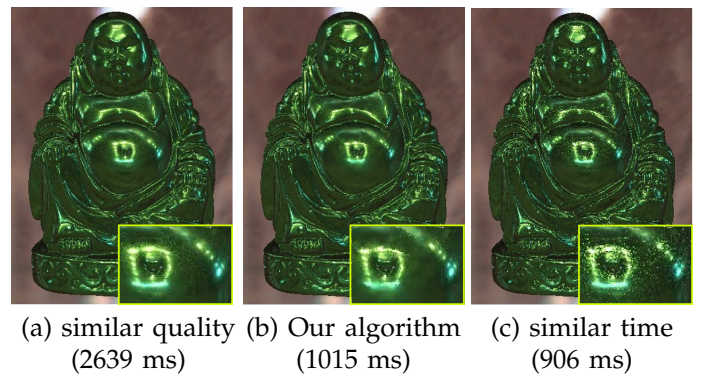 (a) similar quality (b) Our algorithm (c) similar time
(2639 ms) (1015 ms) (906 ms)